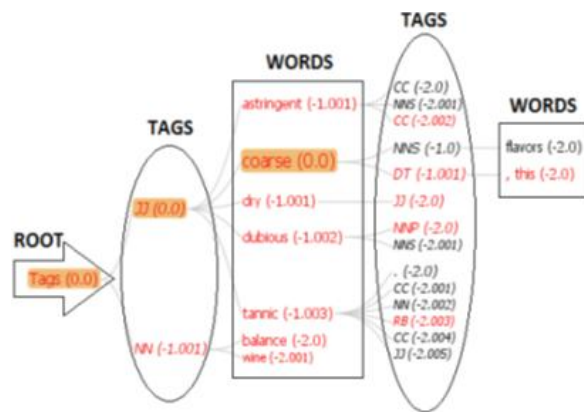 TAGS
WORDS
CC (-2.0)
NNS (-2.001)
CC (-2.002)
astringent (-1.001)
WORDS
TAGS
NNS (-1.0)
flavors (-2.0)
coarse (0.0)
DT (-1.001)
, this (-2.0)
JJ (0.0)
dry (-1.001)
JJ (-2.0)
NNP (-2.0)
dubious (-1.002)
NNS (-2.001)
ROOT
Tags (0.0)
. (-2.0)
CC (-2.001)
NN (-2.002)
tannic (-1.003)
RB (-2.003)
CC (-2.004)
JJ (-2.005)
NN (-1.001)
balance (-2.0)
wine (-2.001)